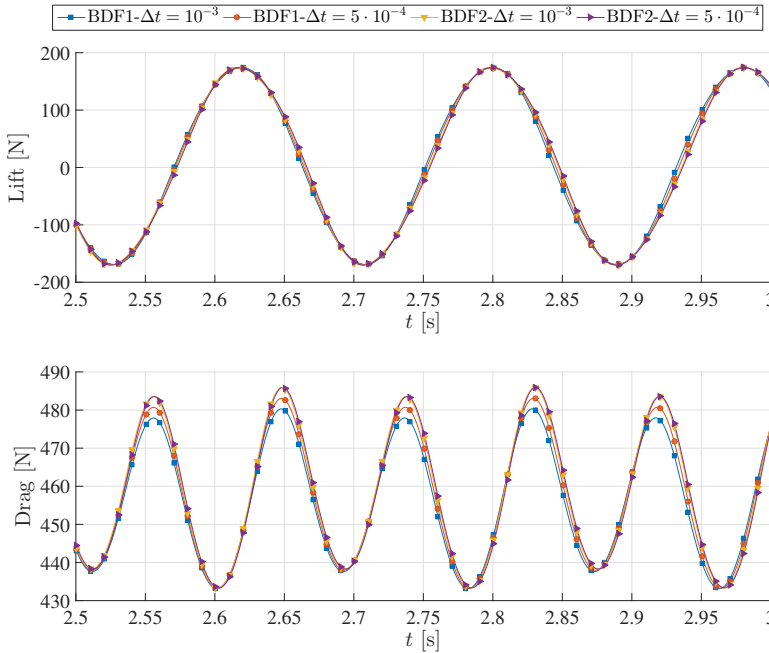 BDF1-Δt = 10⁻³ BDF1-Δt = 5 · 10⁻⁴ BDF2-Δt = 10⁻³ BDF2-Δt = 5 · 10⁻⁴
200
100
0
-100
-200
Lift [N]
2.5 2.55 2.6 2.65 2.7 2.75 2.8 2.85 2.9 2.95 3
t [s]
490
480
470
460
450
440
430
Drag [N]
2.5 2.55 2.6 2.65 2.7 2.75 2.8 2.85 2.9 2.95 3
t [s]